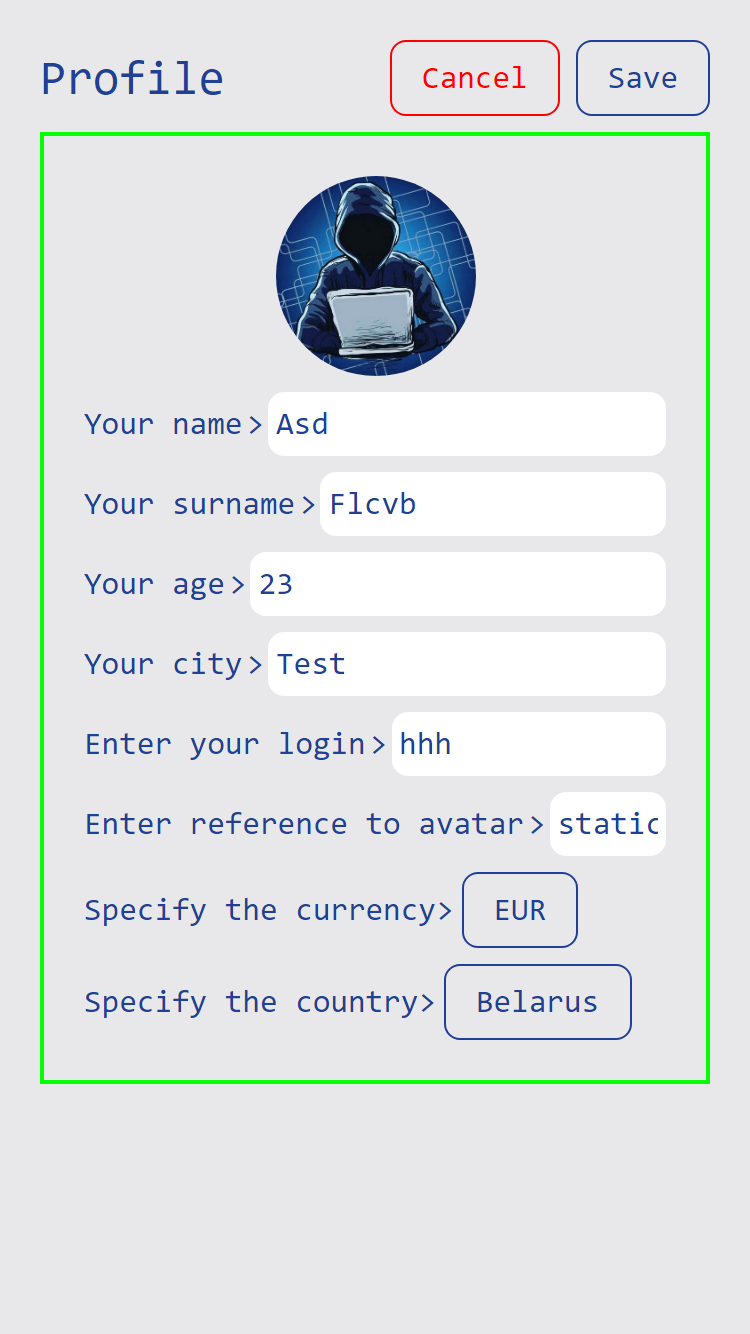 Profile Cancel Save
Your name> Asd
Your surname> Flcvb
Your age> 23
Your city> Test
Enter your login> hhh
Enter reference to avatar> static
Specify the currency> EUR
Specify the country> Belarus